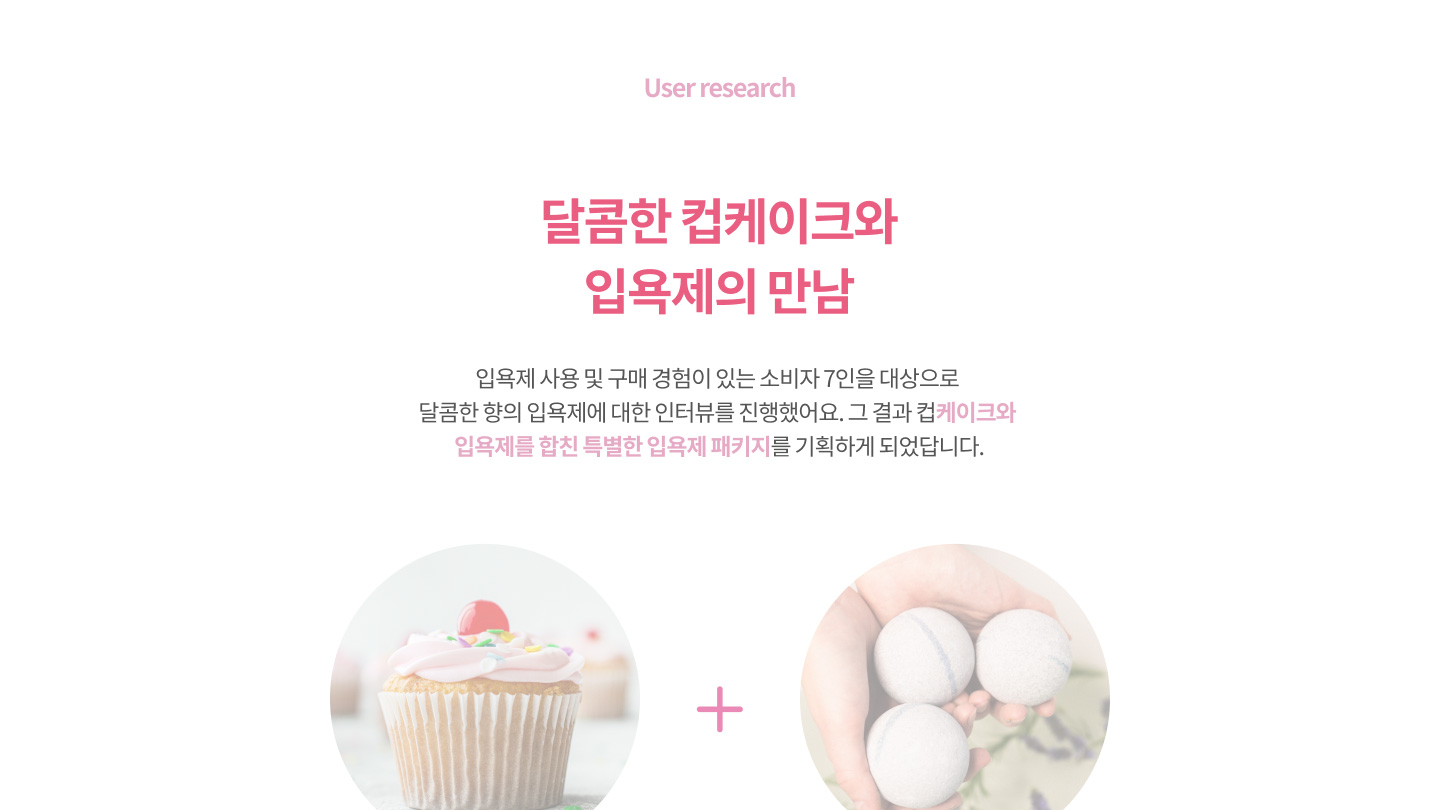 User research
달콤한 컵케이크와
입욕제의 만남
입욕제 사용 및 구매 경험이 있는 소비자 7인을 대상으로
달콤한 향의 입욕제에 대한 인터뷰를 진행했어요. 그 결과 컵케이크와
입욕제를 합친 특별한 입욕제 패키지를 기획하게 되었답니다.